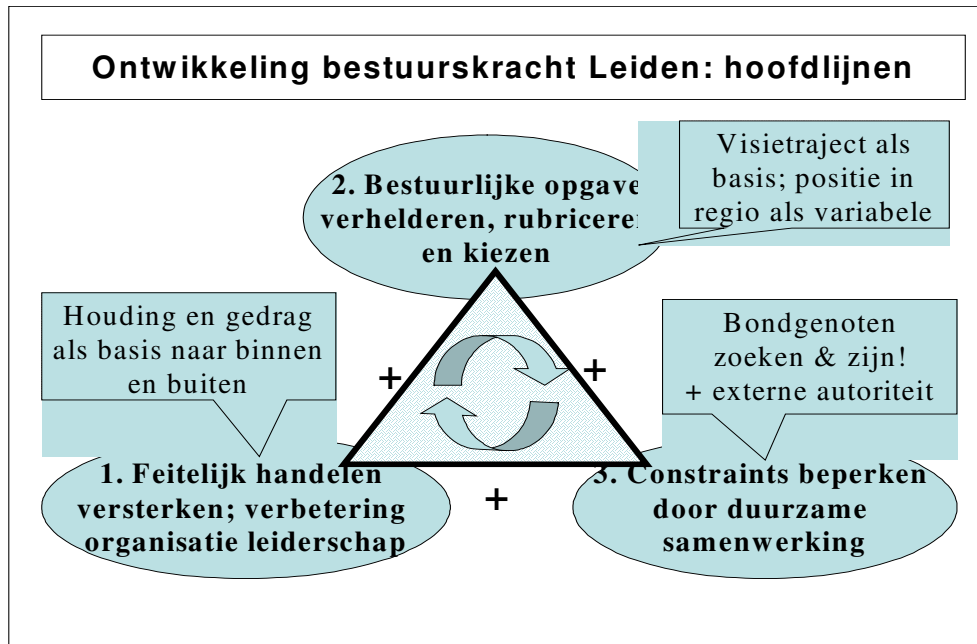 Ontwikkeling bestuurskracht Leiden: hoofdlijnen
Visietraject als
basis; positie in
regio als variabele
2. Bestuurlijke opgave
verhelderen, rubriceren
en kiezen
Houding en gedrag
als basis naar binnen
en buiten
Bondgenoten
zoeken & zijn!
+ externe autoriteit
+
+
1. Feitelijk handelen
versterken; verbetering
organisatie leiderschap
+
3. Constraints beperken
door duurzame
samenwerking